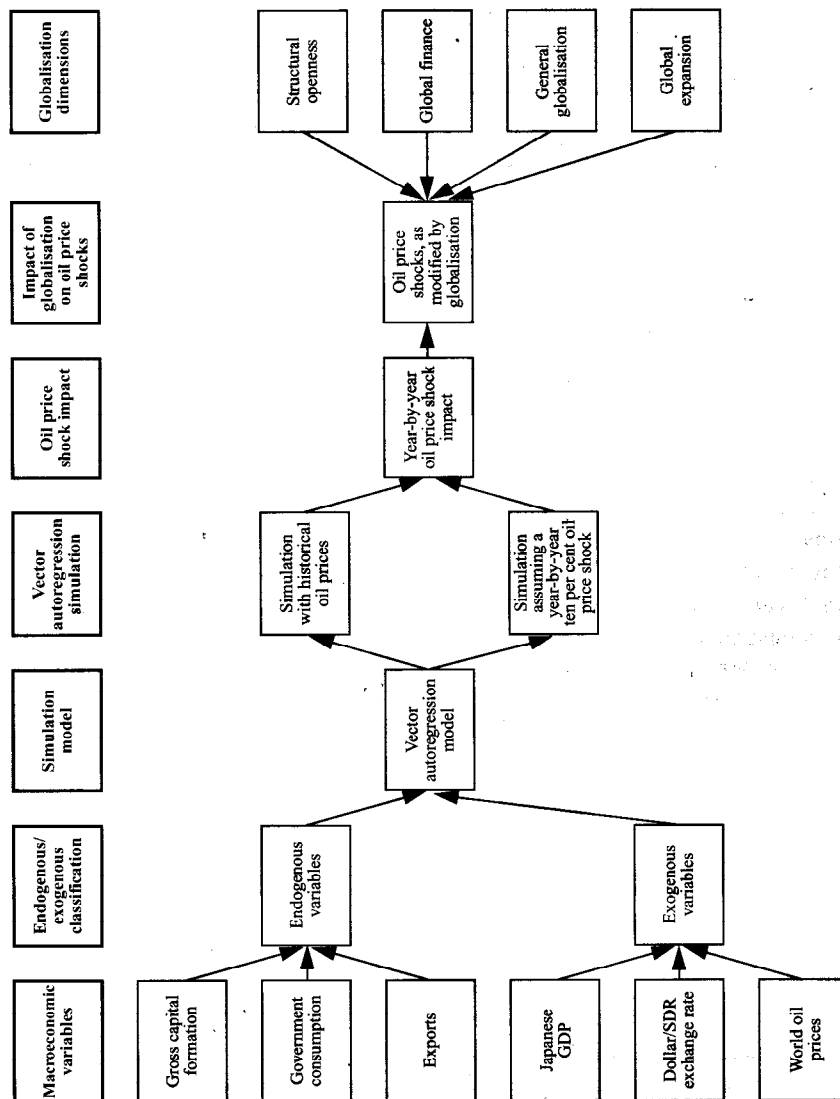 Macroeconomic
variables
Endogenous/
exogenous
classification
Simulation
model
Vector
autoregression
simulation
Oil price
shock impact
Impact of
globalisation
on oil price
shocks
Globalisation
dimensions
Gross capital
formation
Government
consumption
Exports
Japanese
GDP
Dollar/SDR
exchange rate
World oil
prices
Endogenous
variables
Exogenous
variables
Vector
autoregression
model
Simulation
with historical
oil prices
Simulation
assuming a
year-by-year
ten per cent oil
price shock
Year-by-year
oil price shock
impact
Oil price
shocks, as
modified by
globalisation
Structural
openness
Global finance
General
globalisation
Global
expansion